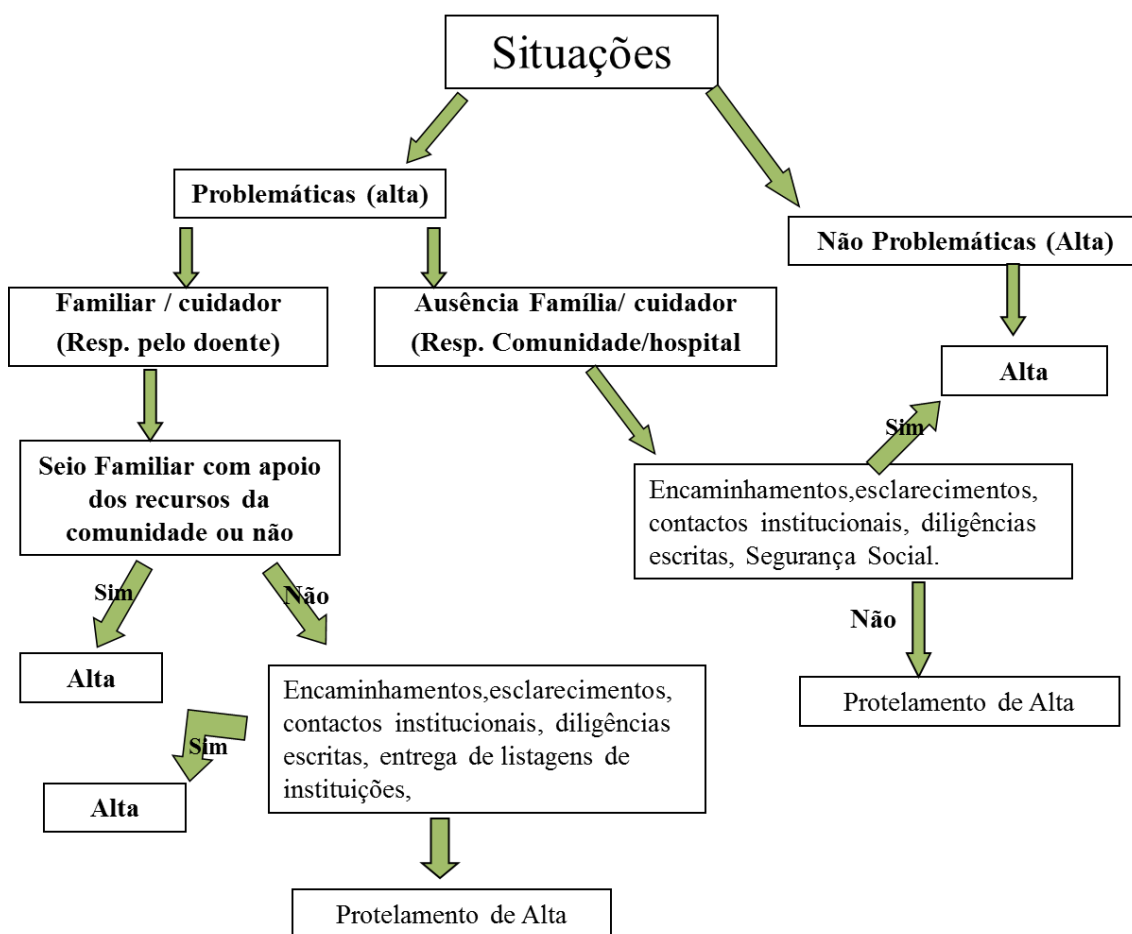 Situações
Problemáticas (alta)
Não Problemáticas (Alta)
Familiar / cuidador
(Resp. pelo doente)
Ausência Família/ cuidador
(Resp. Comunidade/hospital
Alta
Sim
Seio Familiar com apoio
dos recursos da
comunidade ou não
Encaminhamentos,esclarecimentos,
contactos institucionais, diligências
escritas, Segurança Social.
Sim
Não
Não
Alta
Encaminhamentos,esclarecimentos,
contactos institucionais, diligências
escritas, entrega de listagens de
instituições,
Protelamento de Alta
Sim
Alta
Protelamento de Alta